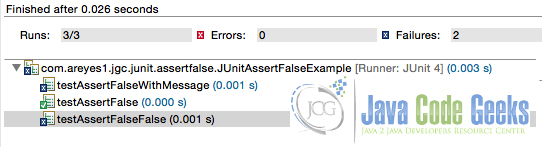 Finished after 0.026 seconds
Runs: 3/3 Errors: 0 Failures: 2
com.areyes1.jgc.junit.assertfalse.JUnitAssertFalseExample [Runner: JUnit 4] (0.003 s)
testAssertFalseWithMessage (0.001 s)
testAssertFalse (0.000 s)
testAssertFalseFalse (0.001 s)
JCG
Java Code Geeks
JAVA 2 JAVA DEVELOPERS RESOURCE CENTER